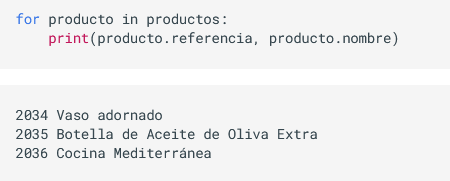 for producto in productos:
    print(producto.referencia, producto.nombre)
2034 Vaso adornado
2035 Botella de Aceite de Oliva Extra
2036 Cocina Mediterránea